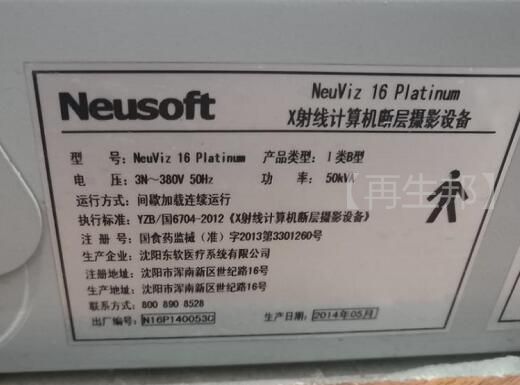 Neusoft
NeuViz 16 Platinum
X射线计算机断层摄影设备
型 号: NeuViz 16 Platinum 产品类型: I类B型
电 压: 3N～380V 50Hz 功 率: 50kVA
运行方式: 间歇加载连续运行
执行标准: YZB/国6704-2012《X射线计算机断层摄影设备》
注 册 号: 国食药监械（准）字2013第3301260号
生产企业: 沈阳东软医疗系统有限公司
注册地址: 沈阳市浑南新区世纪路16号
生产地址: 沈阳市浑南新区世纪路16号
联系方式: 800 890 8528
出厂编号: N16P140053C 生产日期: 2014年05月
【再生邦】